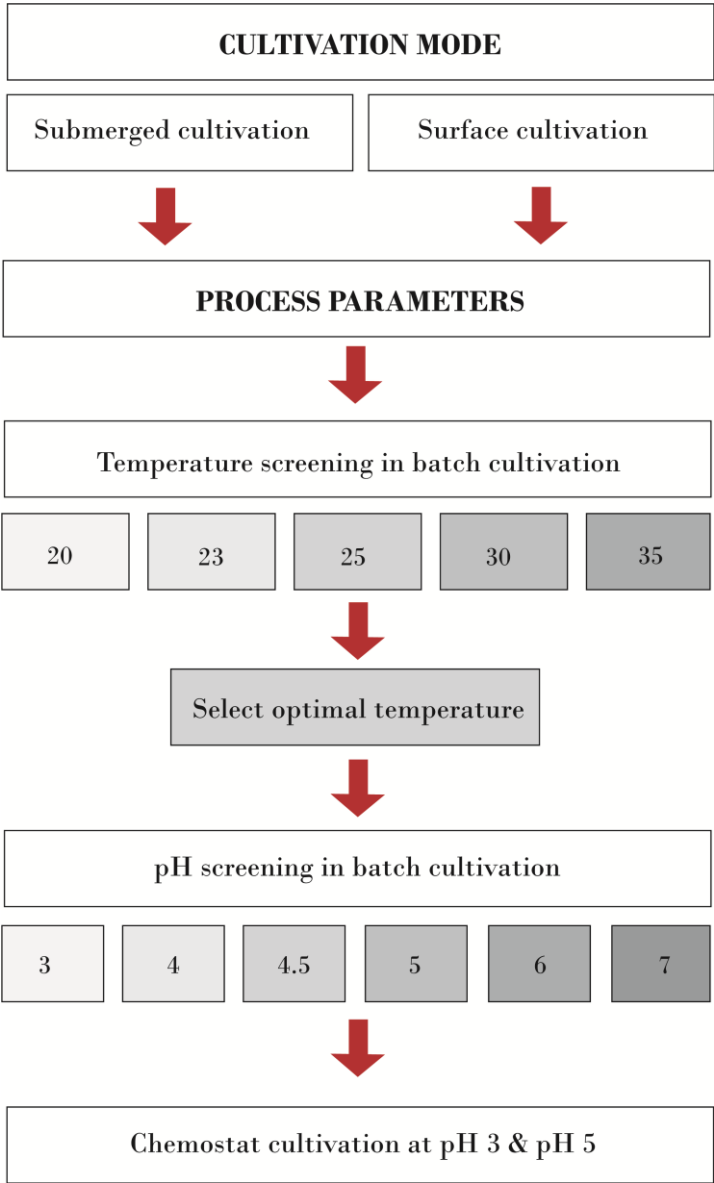 CULTIVATION MODE
Submerged cultivation
Surface cultivation
PROCESS PARAMETERS
Temperature screening in batch cultivation
20 23 25 30 35
Select optimal temperature
pH screening in batch cultivation
3 4 4.5 5 6 7
Chemostat cultivation at pH 3 & pH 5